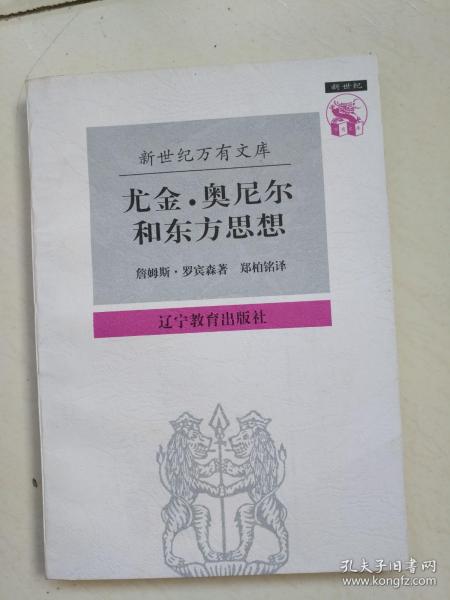 新世纪
新世纪万有文库
尤金·奥尼尔
和东方思想
詹姆斯·罗宾森著 郑柏铭译
辽宁教育出版社
孔夫子旧书网
www.kongfz.com